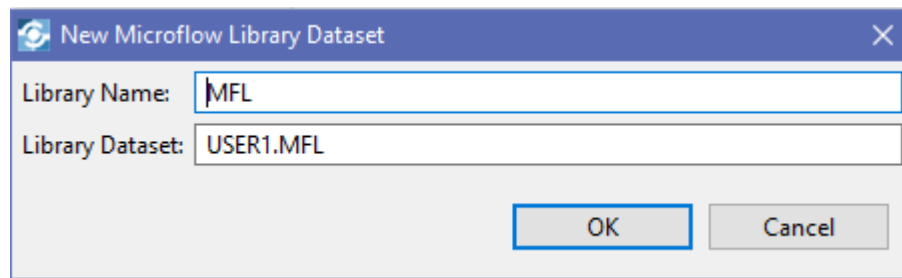 New Microflow Library Dataset
Library Name: MFL
Library Dataset: USER1.MFL
OK Cancel